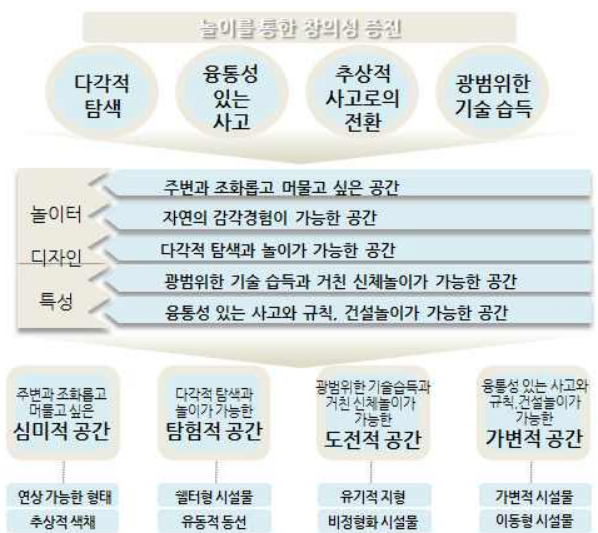 놀이를 통한 창의성 증진
다각적
탐색
융통성
있는
사고
추상적
사고로의
전환
광범위한
기술 습득
놀이터
디자인
특성
주변과 조화롭고 머물고 싶은 공간
자연의 감각경험이 가능한 공간
다각적 탐색과 놀이가 가능한 공간
광범위한 기술 습득과 거친 신체놀이가 가능한 공간
융통성 있는 사고와 규칙, 건설놀이가 가능한 공간
주변과 조화롭고
머물고 싶은
심미적 공간
연상 가능한 형태
추상적 색채
다각적 탐색과
놀이가 가능한
탐험적 공간
쉘터형 시설물
유동적 동선
광범위한 기술습득과
거친 신체놀이가
가능한
도전적 공간
유기적 지형
비정형화 시설물
융통성 있는 사고와
규칙,건설놀이가
가능한
가변적 공간
가변적 시설물
이동형 시설물